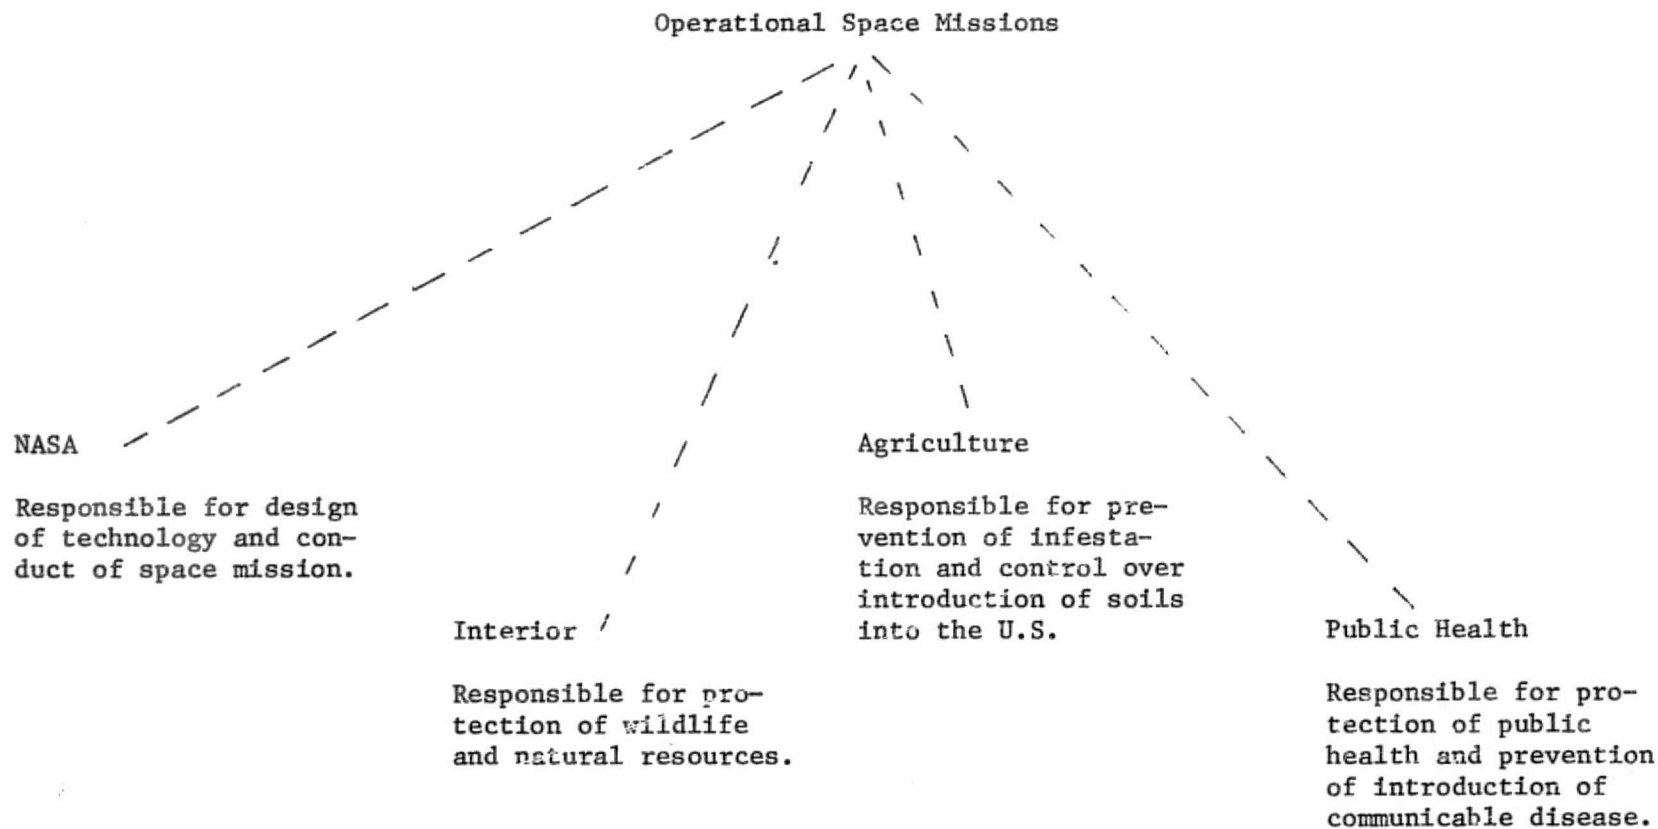 Operational Space Missions
NASA
Responsible for design
of technology and con-
duct of space mission.
Interior
Responsible for pro-
tection of wildlife
and natural resources.
Agriculture
Responsible for pre-
vention of infesta-
tion and control over
introduction of soils
into the U.S.
Public Health
Responsible for pro-
tection of public
health and prevention
of introduction of
communicable disease.